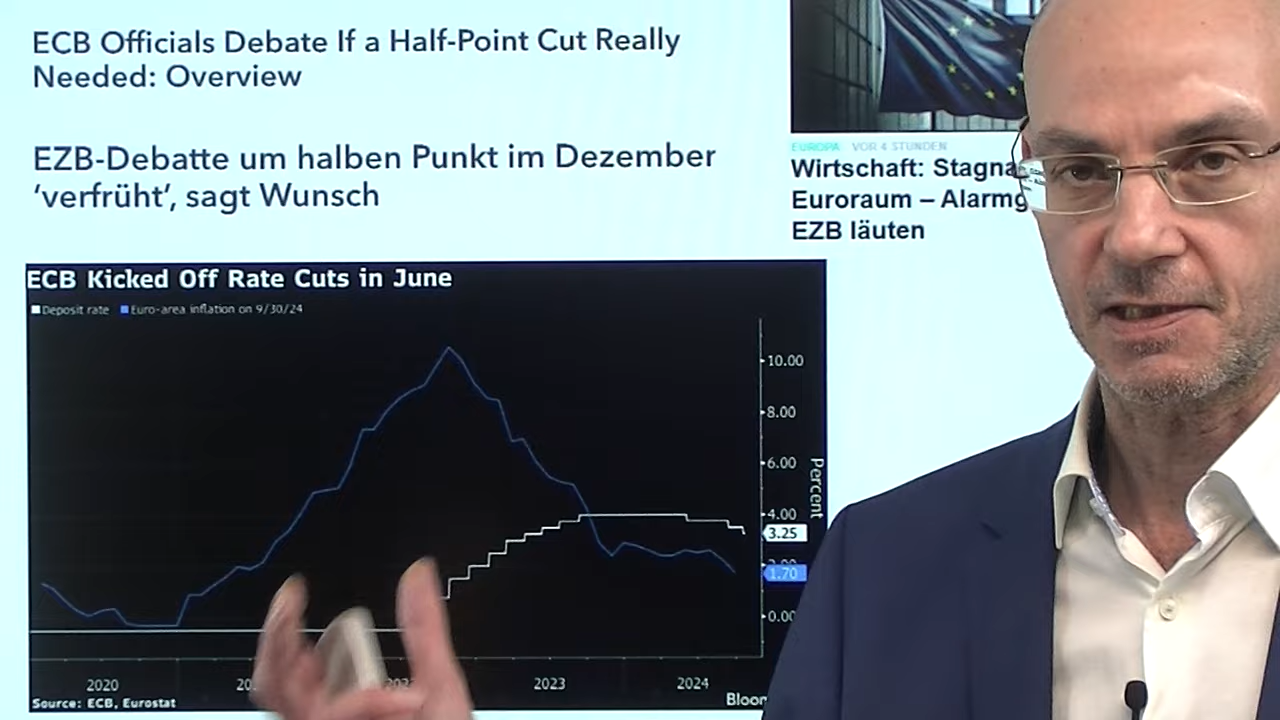 ECB Officials Debate If a Half-Point Cut Really
Needed: Overview
EZB-Debatte um halben Punkt im Dezember
‘verfrüht’, sagt Wunsch
EUROPA VOR 4 STUNDEN
Wirtschaft: Stagna
Euroraum – Alarmg
EZB läuten
ECB Kicked Off Rate Cuts in June
Deposit rate Euro-area inflation on 9/30/24
10.00
8.00
6.00
4.00
3.25
2.00
1.70
0.00
Percent
2020 2023 2024
Source: ECB, Eurostat
Bloom